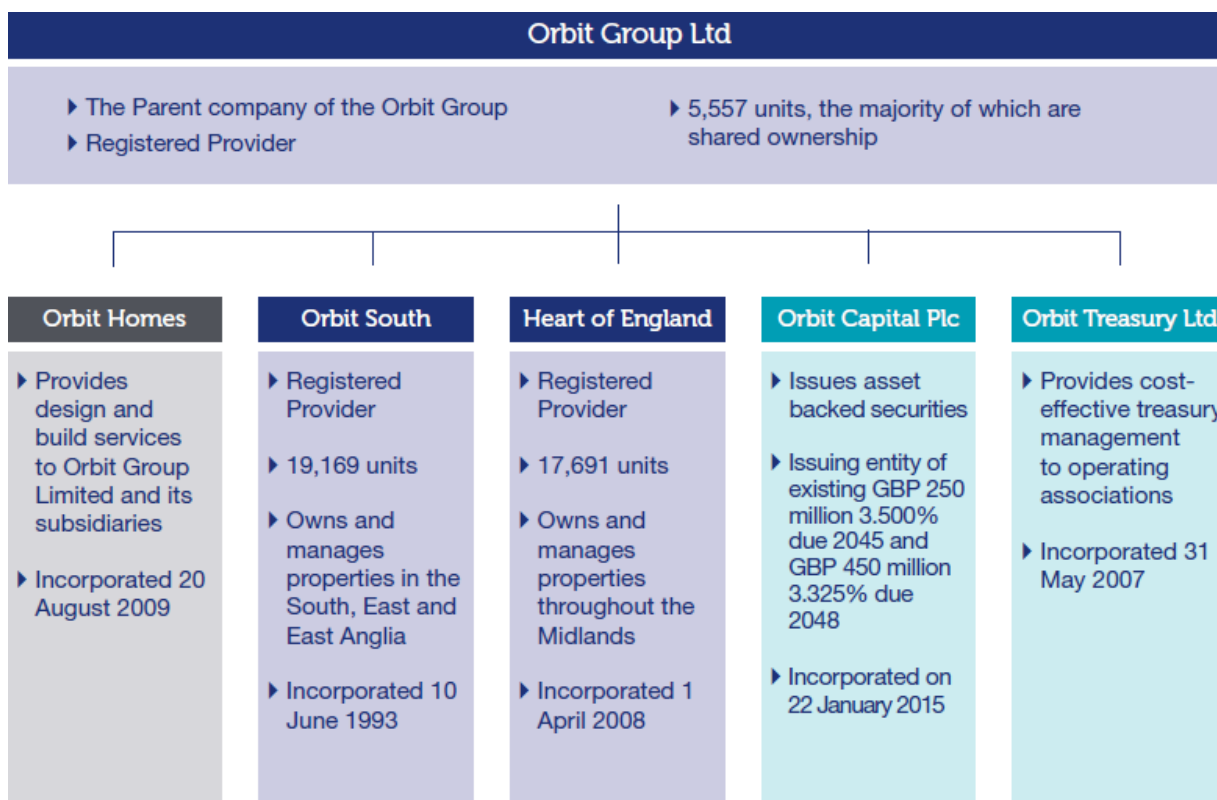 Orbit Group Ltd
The Parent company of the Orbit Group
Registered Provider
5,557 units, the majority of which are
shared ownership
Orbit Homes
Provides
design and
build services
to Orbit Group
Limited and its
subsidiaries
Incorporated 20
August 2009
Orbit South
Registered
Provider
19,169 units
Owns and
manages
properties in the
South, East and
East Anglia
Incorporated 10
June 1993
Heart of England
Registered
Provider
17,691 units
Owns and
manages
properties
throughout the
Midlands
Incorporated 1
April 2008
Orbit Capital Plc
Issues asset
backed securities
Issuing entity of
existing GBP 250
million 3.500%
due 2045 and
GBP 450 million
3.325% due
2048
Incorporated on
22 January 2015
Orbit Treasury Ltd
Provides cost-
effective treasury
management
to operating
associations
Incorporated 31
May 2007